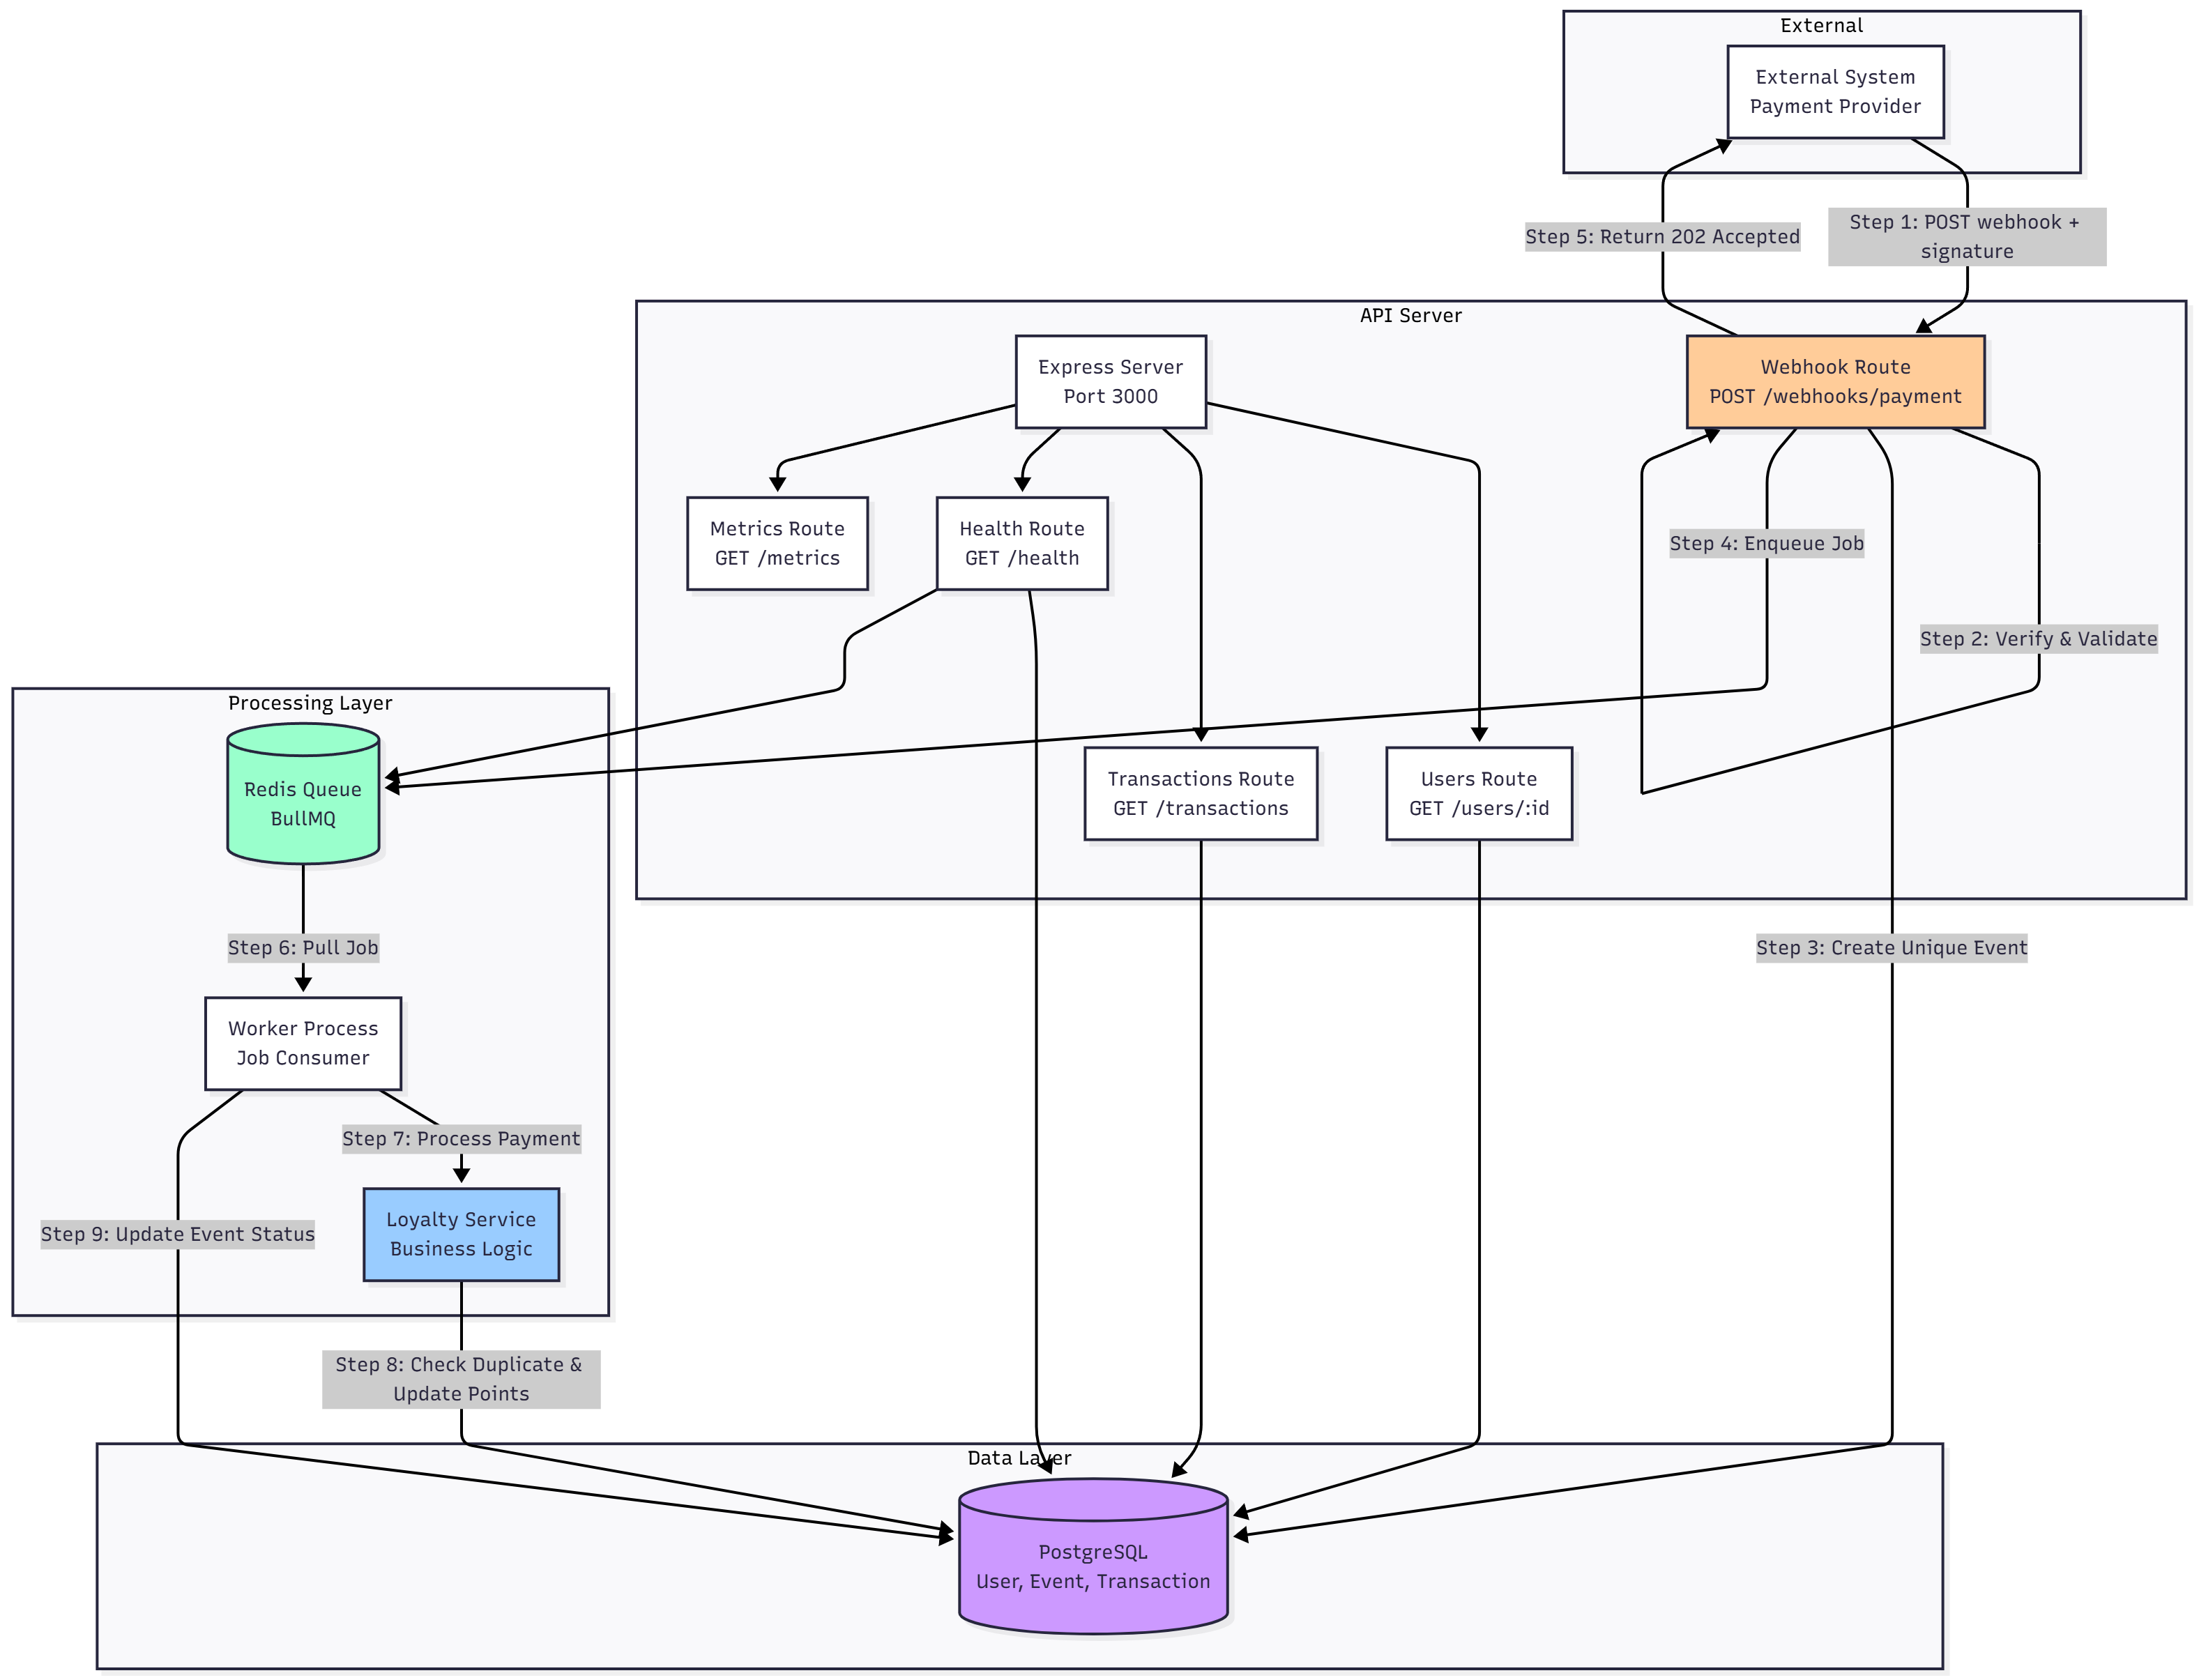 External
External System
Payment Provider
Step 5: Return 202 Accepted
Step 1: POST webhook +
signature
API Server
Express Server
Port 3000
Webhook Route
POST /webhooks/payment
Metrics Route
GET /metrics
Health Route
GET /health
Step 4: Enqueue Job
Step 2: Verify & Validate
Processing Layer
Redis Queue
BullMQ
Transactions Route
GET /transactions
Users Route
GET /users/:id
Step 6: Pull Job
Step 3: Create Unique Event
Worker Process
Job Consumer
Step 7: Process Payment
Step 9: Update Event Status
Loyalty Service
Business Logic
Step 8: Check Duplicate &
Update Points
Data Layer
PostgreSQL
User, Event, Transaction